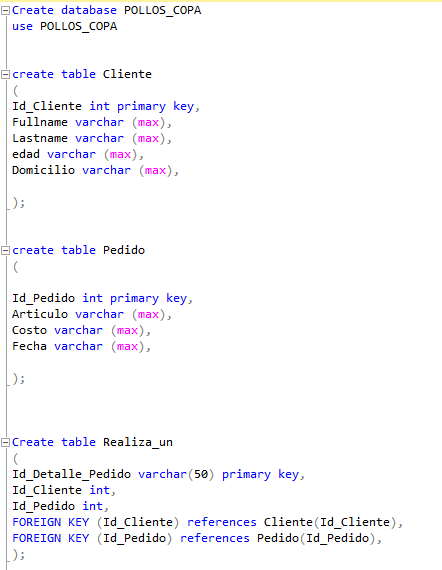 Create database POLLOS_COPA
use POLLOS_COPA
create table Cliente
(
Id_Cliente int primary key,
Fullname varchar (max),
Lastname varchar (max),
edad varchar (max),
Domicilio varchar (max),
);
create table Pedido
(
Id_Pedido int primary key,
Articulo varchar (max),
Costo varchar (max),
Fecha varchar (max),
);
Create table Realiza_un
(
Id_Detalle_Pedido varchar(50) primary key,
Id_Cliente int,
Id_Pedido int,
FOREIGN KEY (Id_Cliente) references Cliente(Id_Cliente),
FOREIGN KEY (Id_Pedido) references Pedido(Id_Pedido),
);